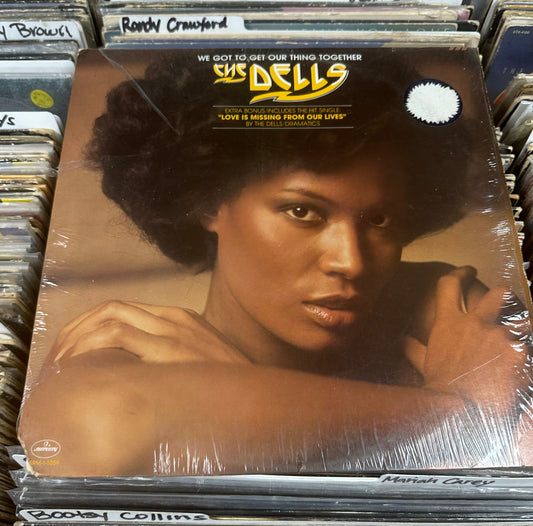 y Brown
Randy Crawford
WE GOT TO GET OUR THING TOGETHER
THE DELLS
EXTRA BONUS INCLUDES THE HIT SINGLE:
"LOVE IS MISSING FROM OUR LIVES"
BY THE DELLS/DRAMATICS
mercury
Mariah Carey
Bootsy Collins